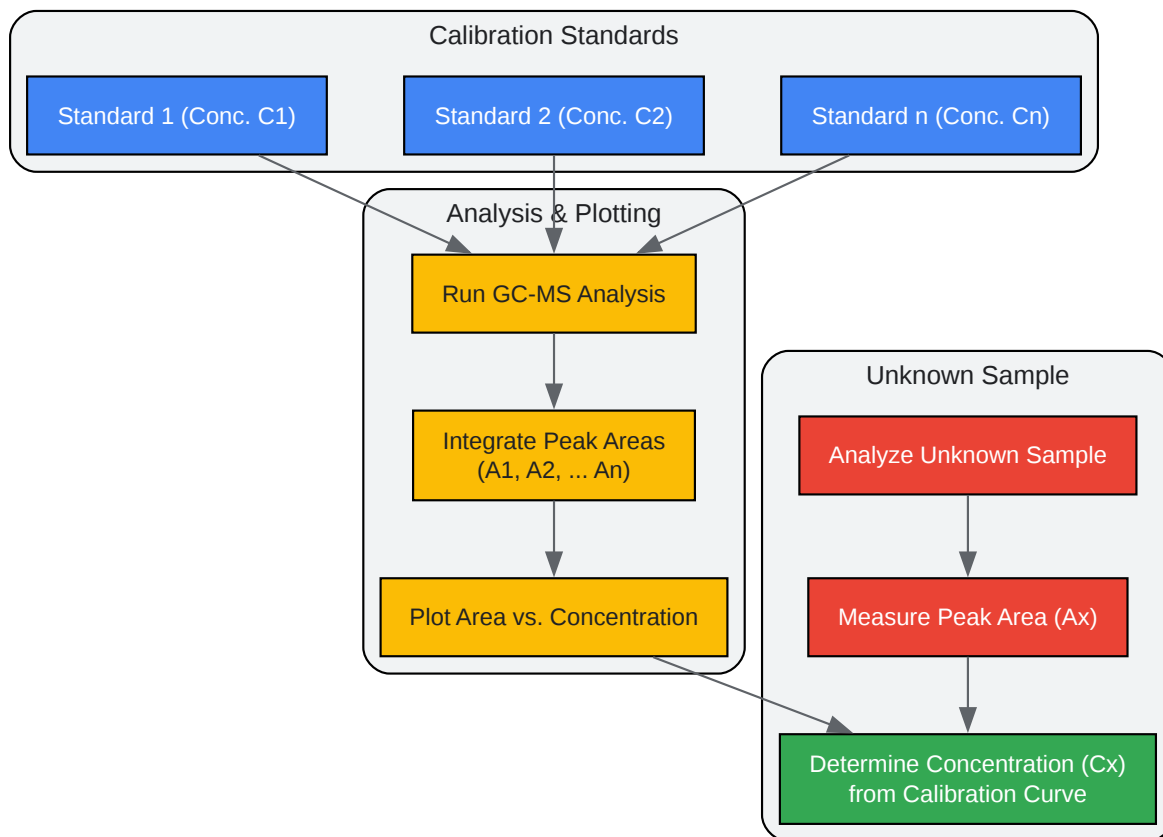 Calibration Standards
Standard 1 (Conc. C1)
Standard 2 (Conc. C2)
Standard n (Conc. Cn)
Analysis & Plotting
Run GC-MS Analysis
Integrate Peak Areas
(A1, A2, ... An)
Plot Area vs. Concentration
Unknown Sample
Analyze Unknown Sample
Measure Peak Area (Ax)
Determine Concentration (Cx)
from Calibration Curve